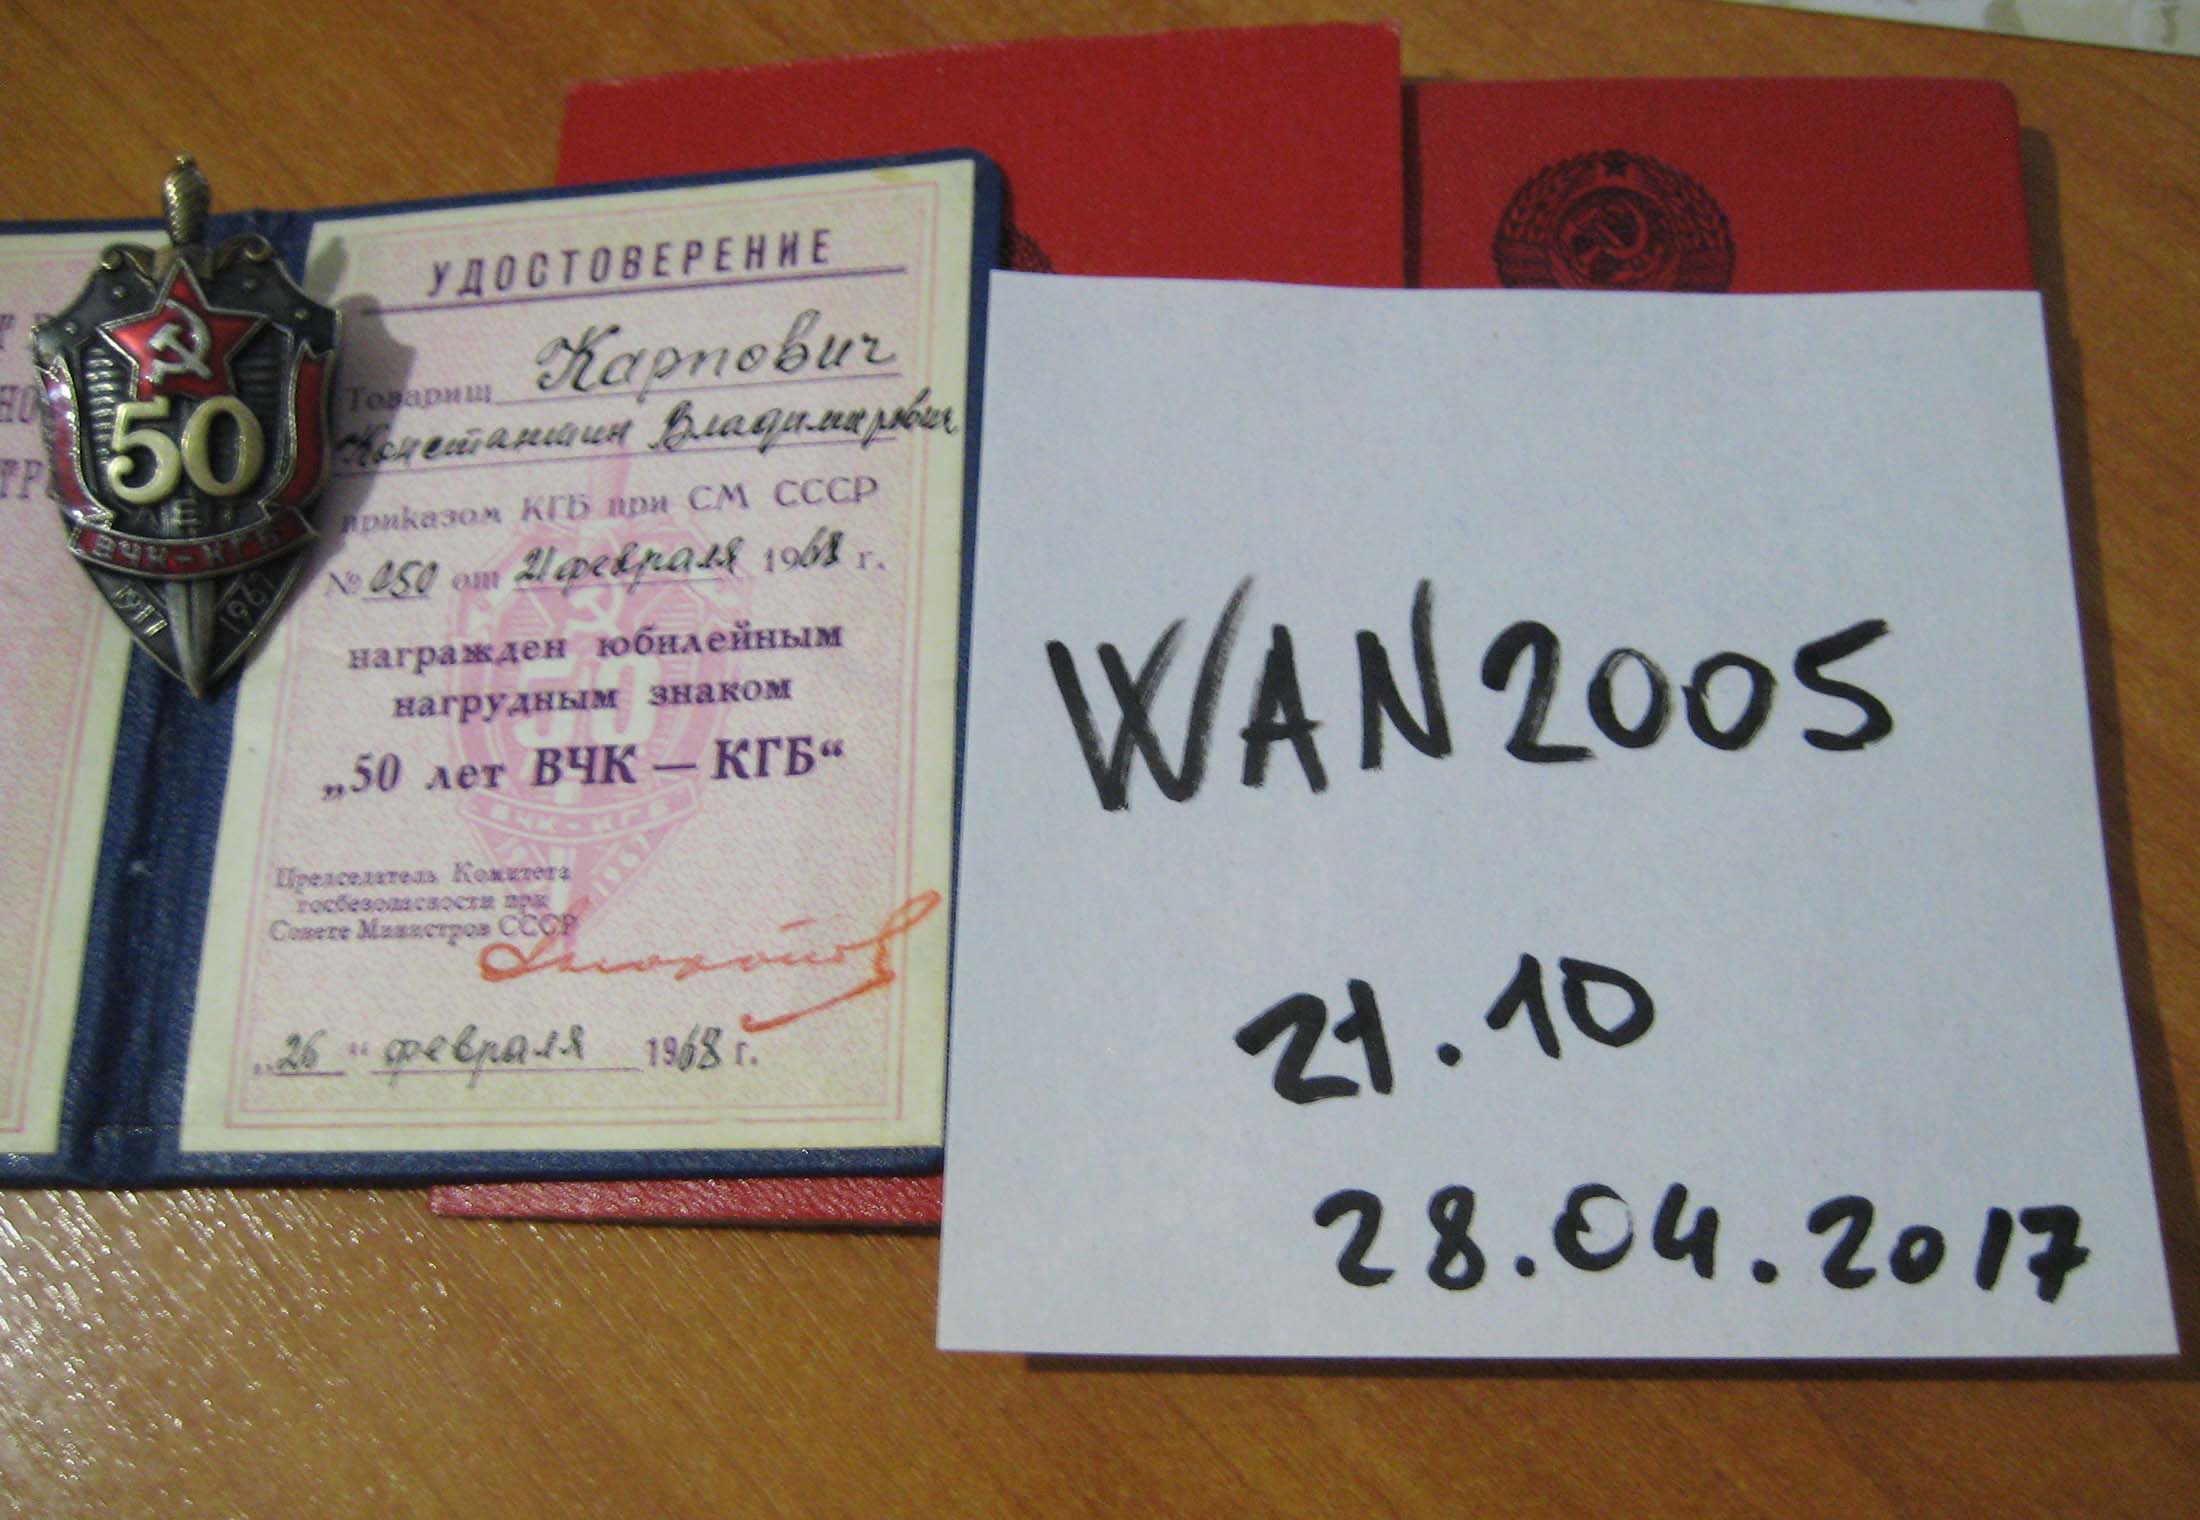 50
ЛЕТ
ВЧК-КГБ
1917 1967
УДОСТОВЕРЕНИЕ
Товарищ Карпович
Константин Владимирович
приказом КГБ при СМ СССР
№ 050 от 21 февраля 1968 г.
награжден юбилейным
нагрудным знаком
„50 лет ВЧК — КГБ“
Председатель Комитета
госбезопасности при
Совете Министров СССР
„26“ февраля 1968 г.
WAN2005
21.10
28.04.2017